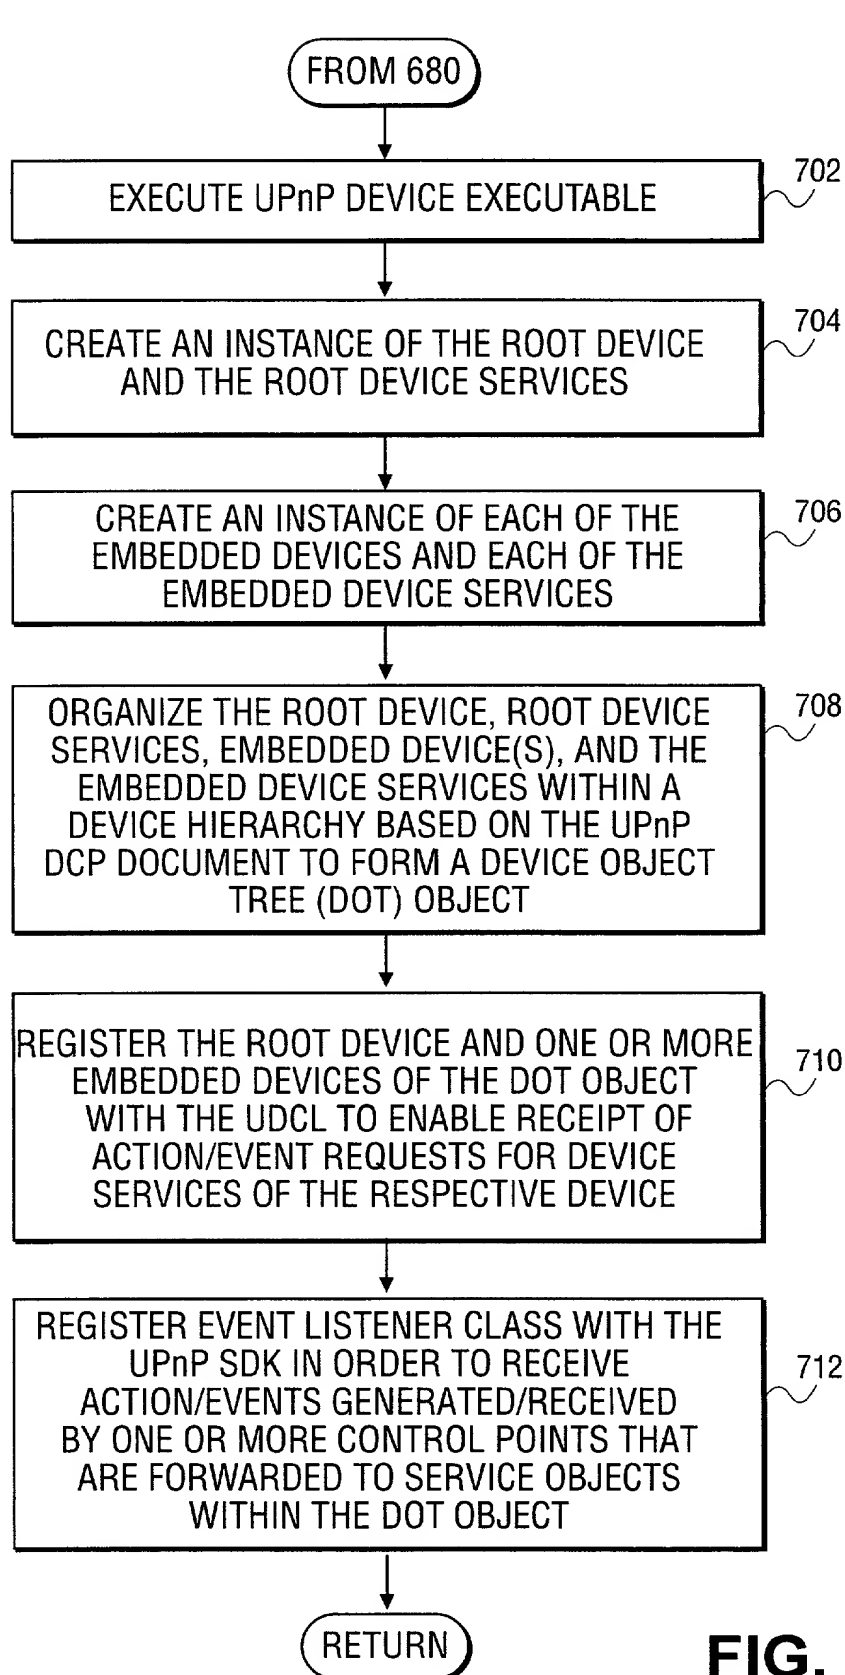 FROM 680
702
EXECUTE UPnP DEVICE EXECUTABLE
704
CREATE AN INSTANCE OF THE ROOT DEVICE
AND THE ROOT DEVICE SERVICES
706
CREATE AN INSTANCE OF EACH OF THE
EMBEDDED DEVICES AND EACH OF THE
EMBEDDED DEVICE SERVICES
708
ORGANIZE THE ROOT DEVICE, ROOT DEVICE
SERVICES, EMBEDDED DEVICE(S), AND THE
EMBEDDED DEVICE SERVICES WITHIN A
DEVICE HIERARCHY BASED ON THE UPnP
DCP DOCUMENT TO FORM A DEVICE OBJECT
TREE (DOT) OBJECT
710
REGISTER THE ROOT DEVICE AND ONE OR MORE
EMBEDDED DEVICES OF THE DOT OBJECT
WITH THE UDCL TO ENABLE RECEIPT OF
ACTION/EVENT REQUESTS FOR DEVICE
SERVICES OF THE RESPECTIVE DEVICE
712
REGISTER EVENT LISTENER CLASS WITH THE
UPnP SDK IN ORDER TO RECEIVE
ACTION/EVENTS GENERATED/RECEIVED
BY ONE OR MORE CONTROL POINTS THAT
ARE FORWARDED TO SERVICE OBJECTS
WITHIN THE DOT OBJECT
RETURN
FIG.